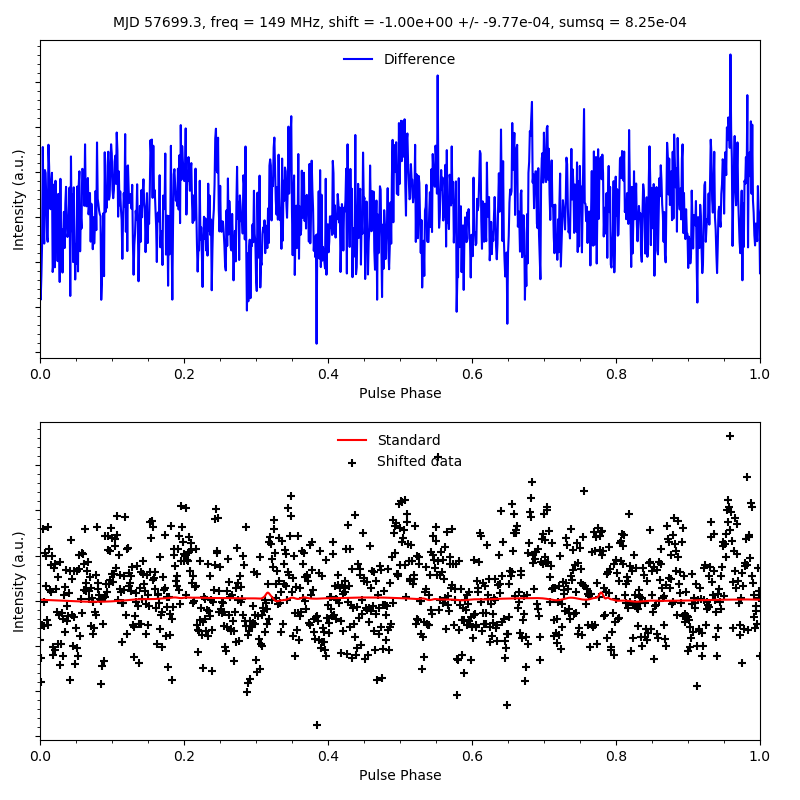 MJD 57699.3, freq = 149 MHz, shift = -1.00e+00 +/- -9.77e-04, sumsq = 8.25e-04
Difference
Intensity (a.u.)
0.0 0.2 0.4 0.6 0.8 1.0
Pulse Phase
Standard
Shifted data
Intensity (a.u.)
0.0 0.2 0.4 0.6 0.8 1.0
Pulse Phase